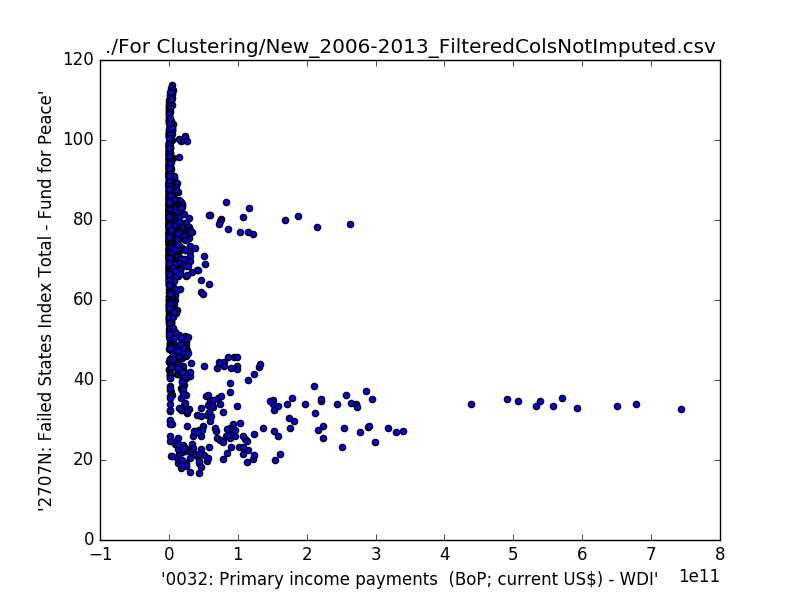 ./For Clustering/New_2006-2013_FilteredColsNotImputed.csv
120
100
80
60
40
20
0
'2707N: Failed States Index Total - Fund for Peace'
−1 0 1 2 3 4 5 6 7 8
1e11
'0032: Primary income payments  (BoP; current US$) - WDI'